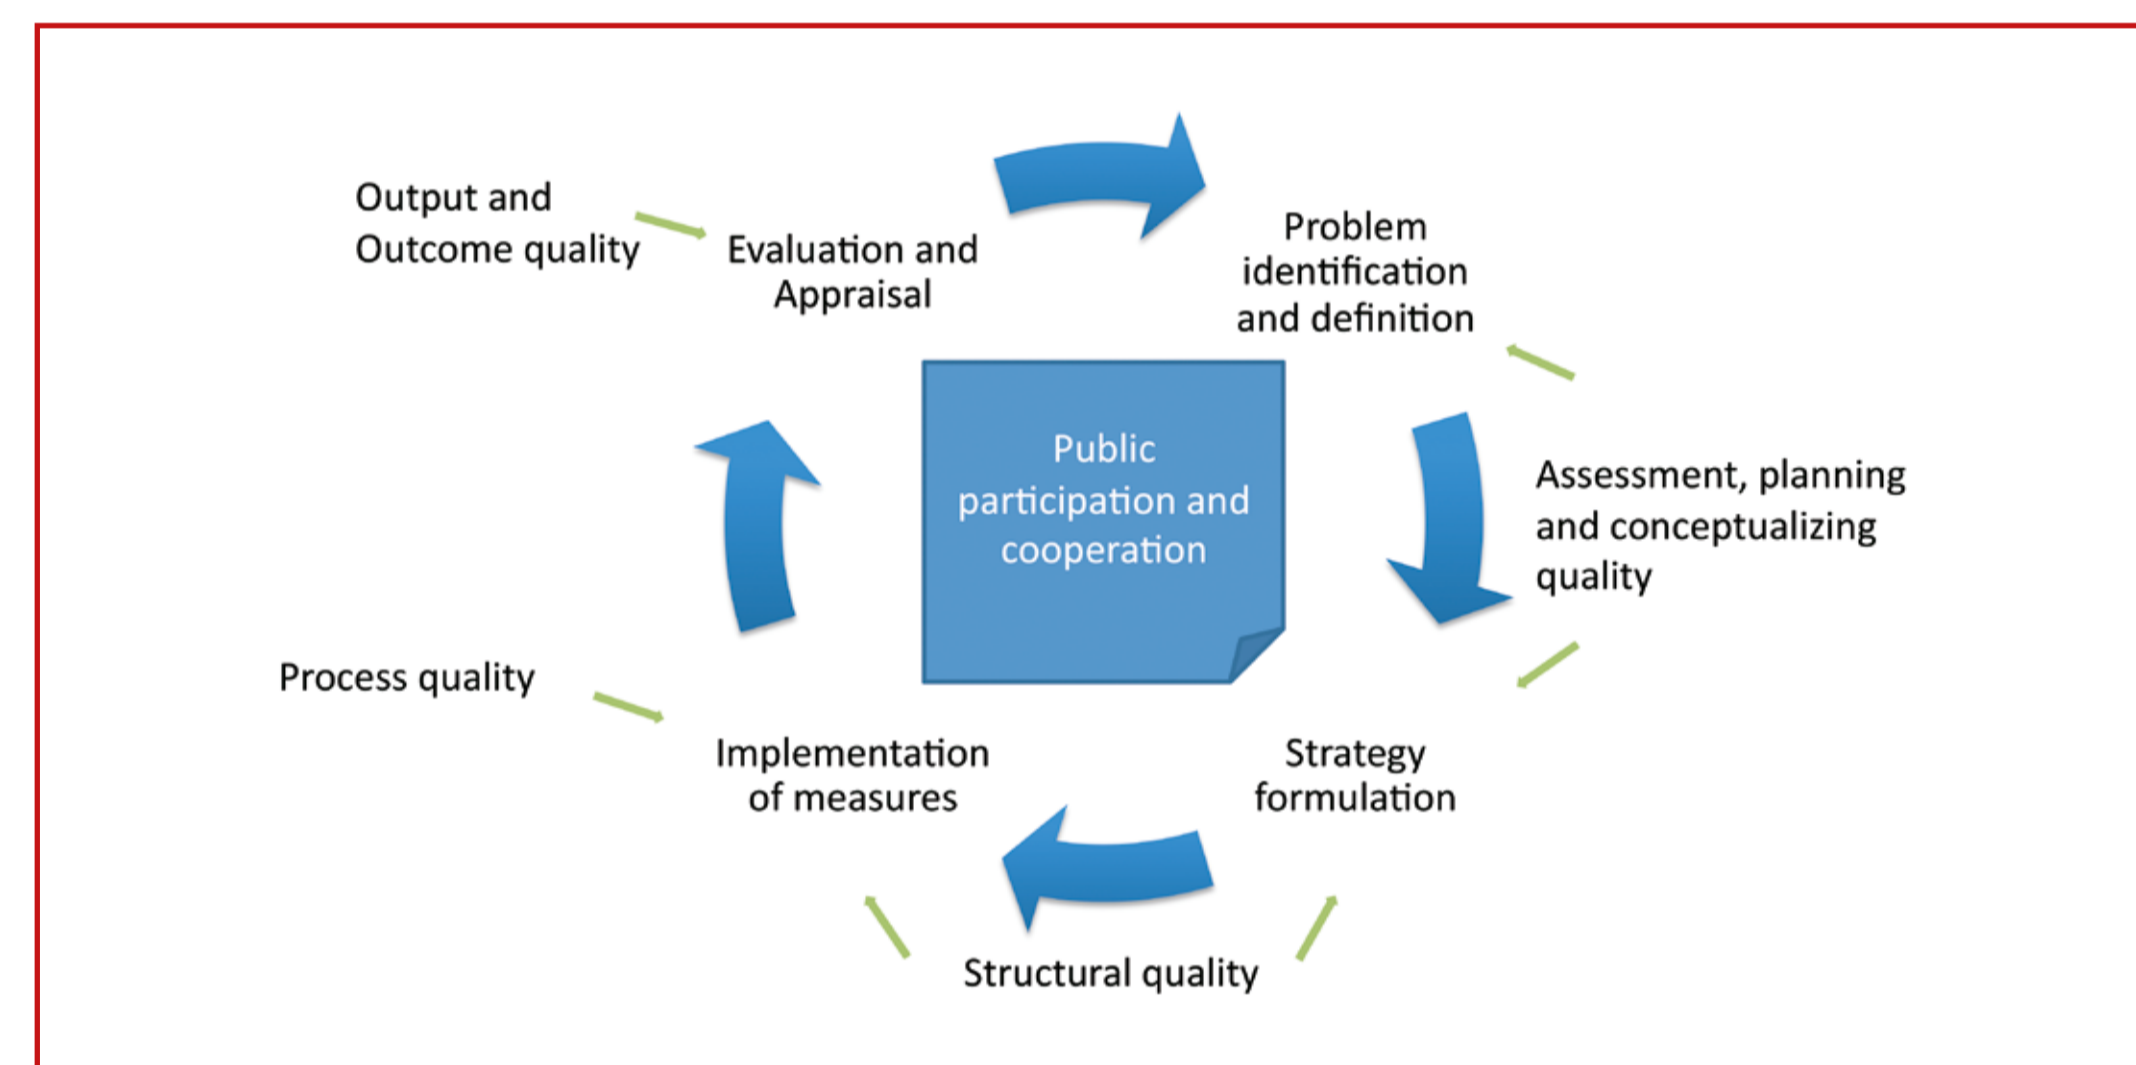 Output and
Outcome quality
Evaluation and
Appraisal
Problem
identification
and definition
Public
participation and
cooperation
Assessment, planning
and conceptualizing
quality
Process quality
Implementation
of measures
Strategy
formulation
Structural quality